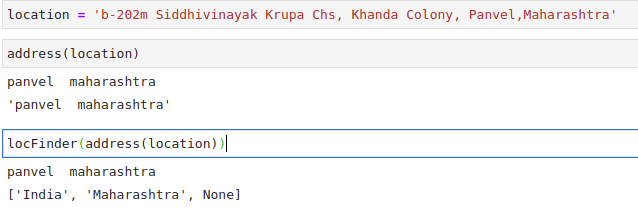 location = 'b-202m Siddhivinayak Krupa Chs, Khanda Colony, Panvel,Maharashtra'
address(location)
panvel  maharashtra
'panvel  maharashtra'
locFinder(address(location))
panvel  maharashtra
['India', 'Maharashtra', None]